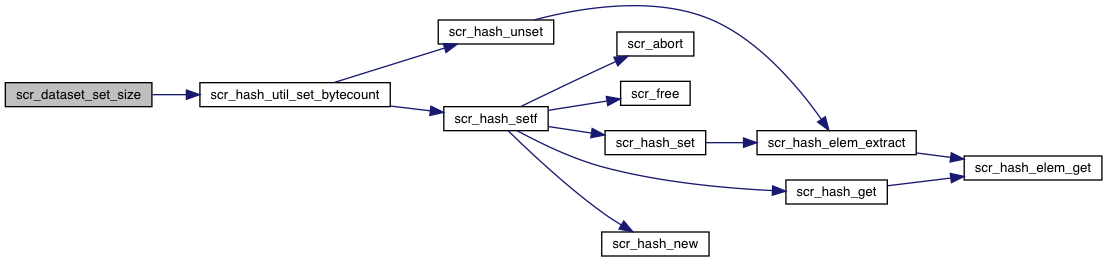 scr_dataset_set_size
scr_hash_util_set_bytecount
scr_hash_unset
scr_hash_setf
scr_abort
scr_free
scr_hash_set
scr_hash_elem_extract
scr_hash_get
scr_hash_elem_get
scr_hash_new